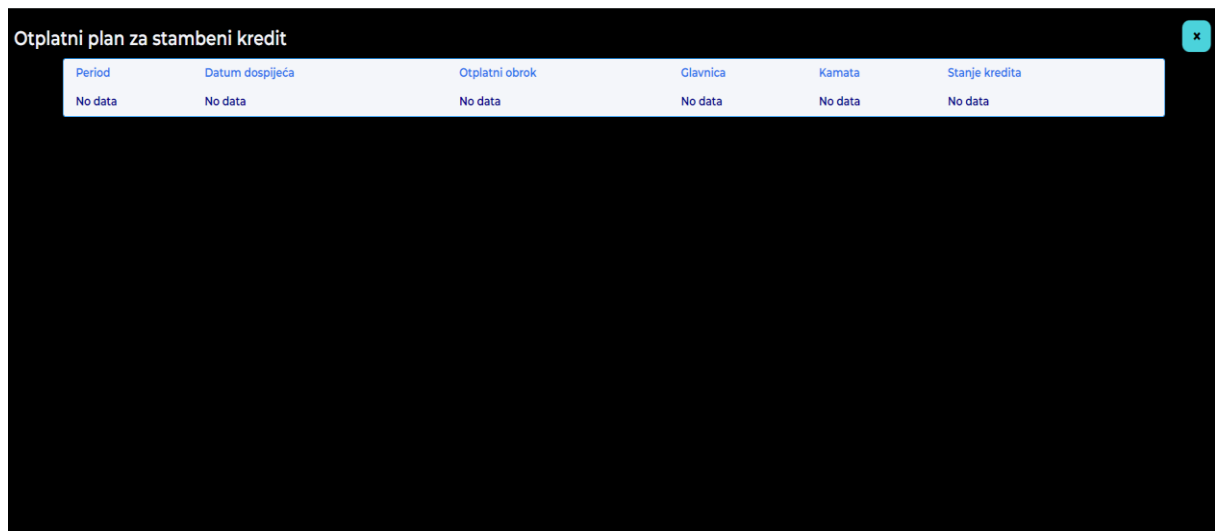 Otplatni plan za stambeni kredit
x
Period Datum dospijeća Otplatni obrok Glavnica Kamata Stanje kredita
No data No data No data No data No data No data